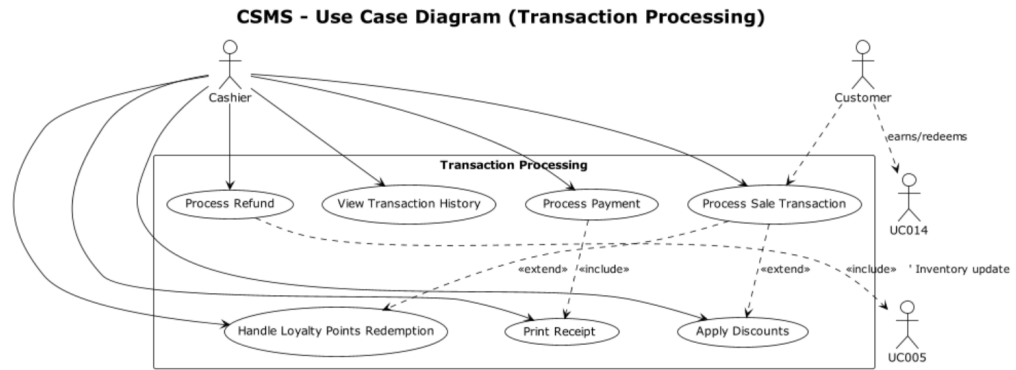 CSMS - Use Case Diagram (Transaction Processing)
Cashier
Customer
earns/redeems
Transaction Processing
Process Refund
View Transaction History
Process Payment
Process Sale Transaction
UC014
«extend»
«include»
«extend»
«include» ' Inventory update
Handle Loyalty Points Redemption
Print Receipt
Apply Discounts
UC005